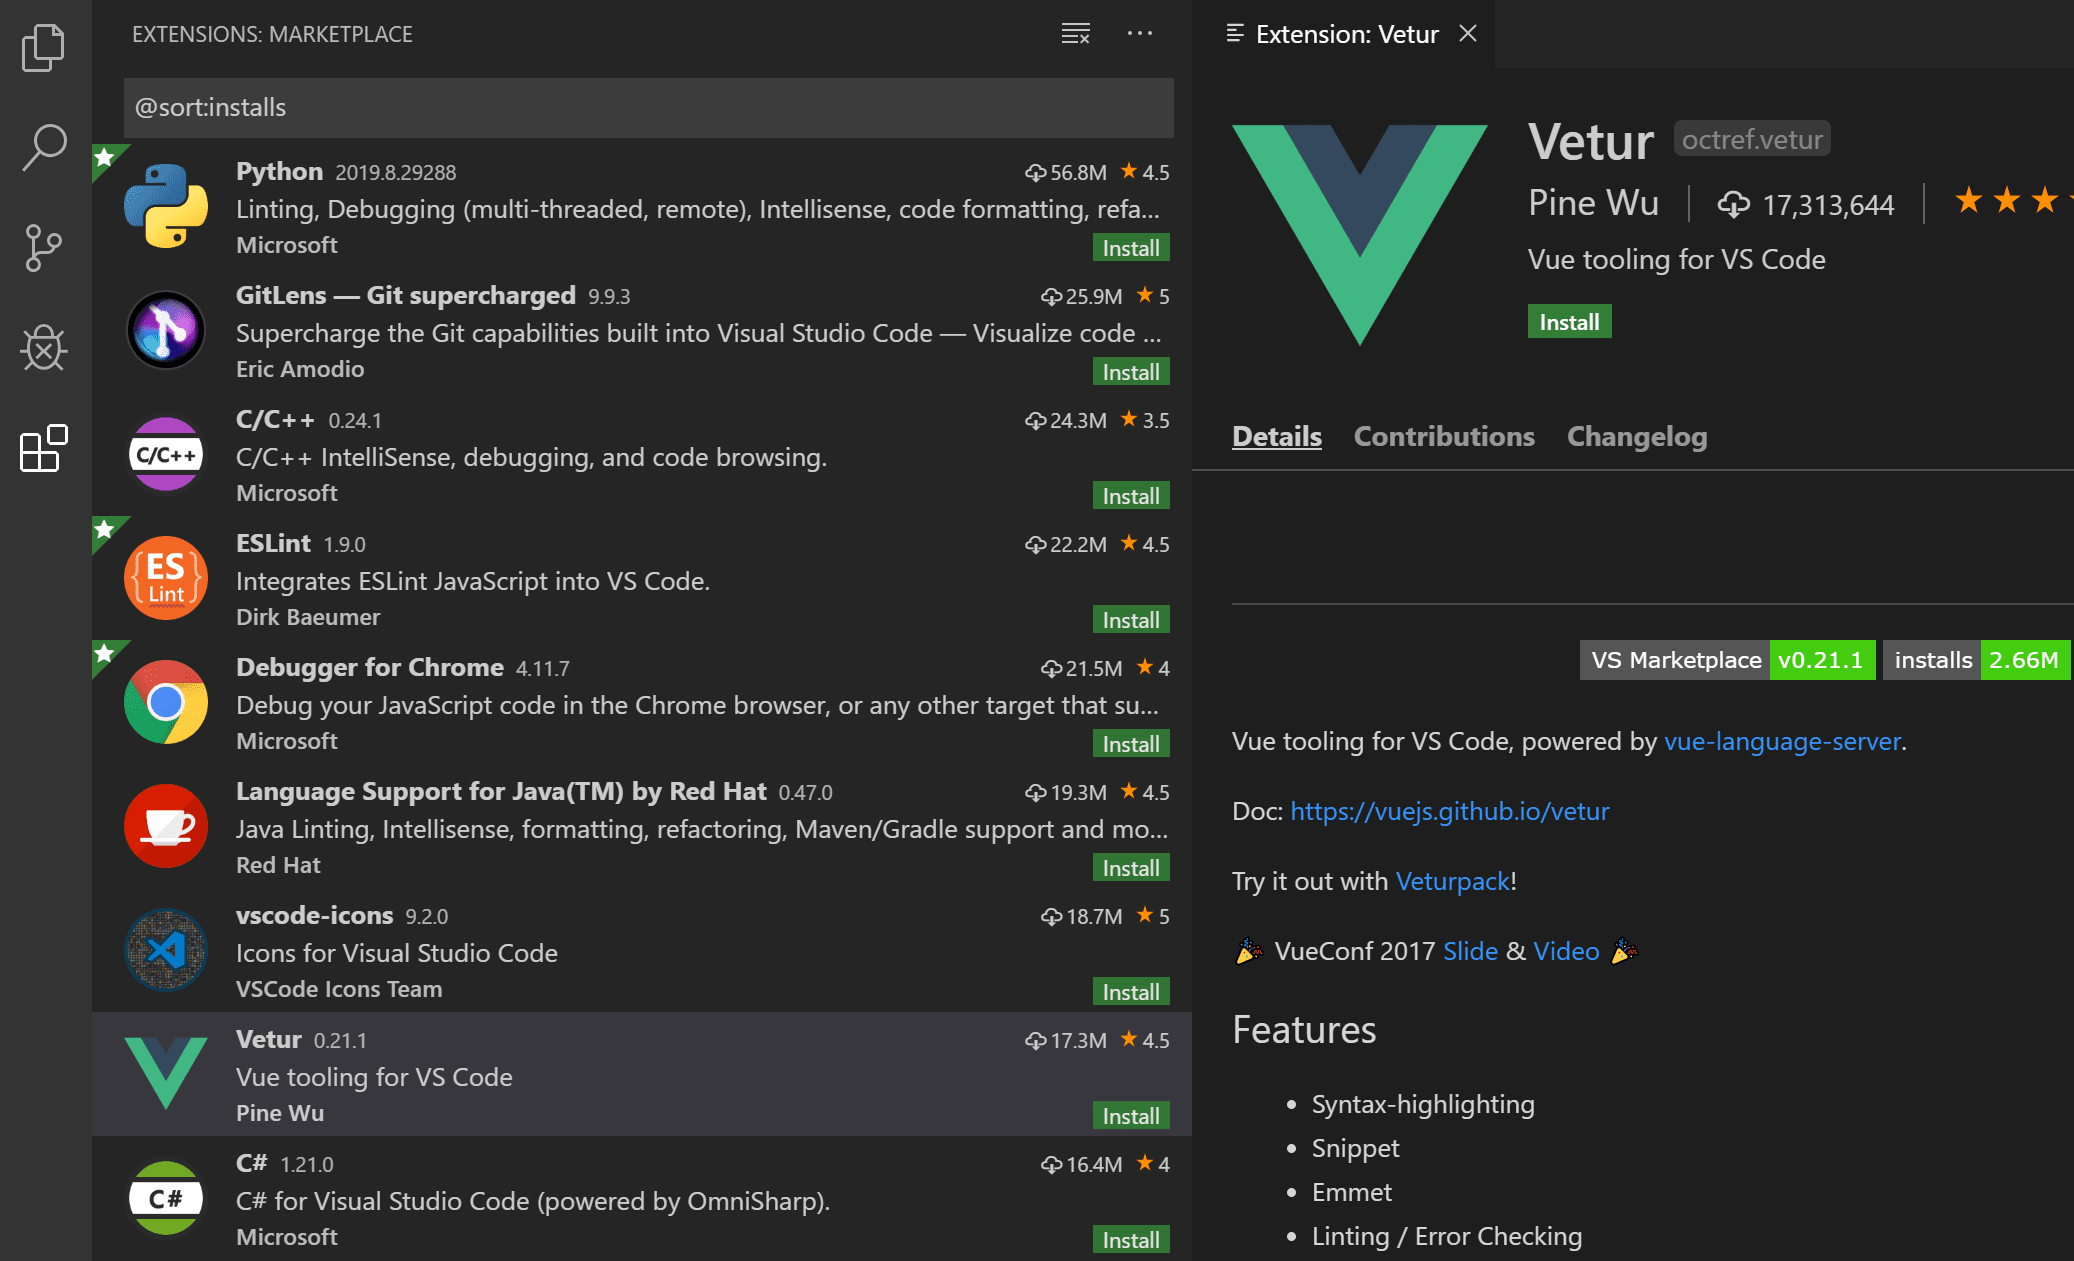 EXTENSIONS: MARKETPLACE
@sort:installs
Python 2019.8.29288 56.8M 4.5
Linting, Debugging (multi-threaded, remote), Intellisense, code formatting, refa...
Microsoft Install
GitLens — Git supercharged 9.9.3 25.9M 5
Supercharge the Git capabilities built into Visual Studio Code — Visualize code ...
Eric Amodio Install
C/C++
C/C++ 0.24.1 24.3M 3.5
C/C++ IntelliSense, debugging, and code browsing.
Microsoft Install
ES
Lint
ESLint 1.9.0 22.2M 4.5
Integrates ESLint JavaScript into VS Code.
Dirk Baeumer Install
Debugger for Chrome 4.11.7 21.5M 4
Debug your JavaScript code in the Chrome browser, or any other target that su...
Microsoft Install
Language Support for Java(TM) by Red Hat 0.47.0 19.3M 4.5
Java Linting, Intellisense, formatting, refactoring, Maven/Gradle support and mo...
Red Hat Install
vscode-icons 9.2.0 18.7M 5
Icons for Visual Studio Code
VSCode Icons Team Install
Vetur 0.21.1 17.3M 4.5
Vue tooling for VS Code
Pine Wu Install
C#
C# 1.21.0 16.4M 4
C# for Visual Studio Code (powered by OmniSharp).
Microsoft Install
Extension: Vetur
Vetur octref.vetur
Pine Wu 17,313,644
Vue tooling for VS Code
Install
Details Contributions Changelog
VS Marketplace v0.21.1 installs 2.66M
Vue tooling for VS Code, powered by vue-language-server.
Doc: https://vuejs.github.io/vetur
Try it out with Veturpack!
🎉 VueConf 2017 Slide & Video 🎉
Features
• Syntax-highlighting
• Snippet
• Emmet
• Linting / Error Checking